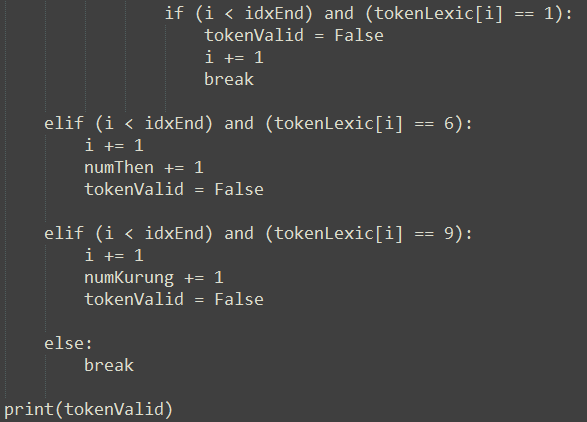 if (i < idxEnd) and (tokenLexic[i] == 1):
tokenValid = False
i += 1
break
elif (i < idxEnd) and (tokenLexic[i] == 6):
i += 1
numThen += 1
tokenValid = False
elif (i < idxEnd) and (tokenLexic[i] == 9):
i += 1
numKurung += 1
tokenValid = False
else:
break
print(tokenValid)